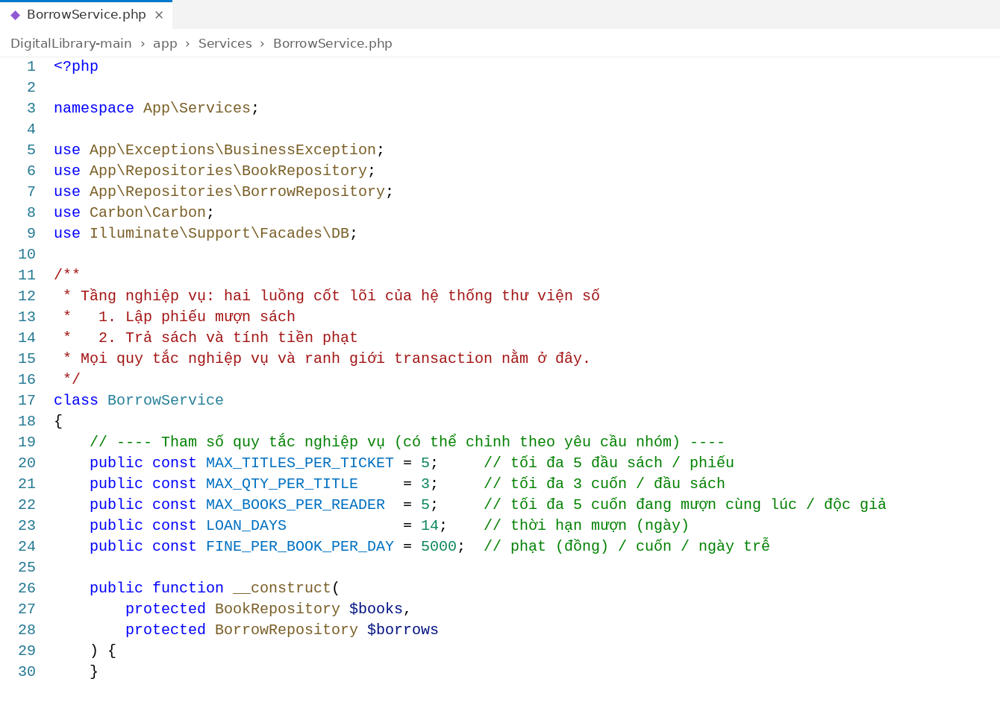 BorrowService.php ×
DigitalLibrary-main › app › Services › BorrowService.php
1 <?php
2
3 namespace App\Services;
4
5 use App\Exceptions\BusinessException;
6 use App\Repositories\BookRepository;
7 use App\Repositories\BorrowRepository;
8 use Carbon\Carbon;
9 use Illuminate\Support\Facades\DB;
10
11 /**
12  * Tầng nghiệp vụ: hai luồng cốt lõi của hệ thống thư viện số
13  *   1. Lập phiếu mượn sách
14  *   2. Trả sách và tính tiền phạt
15  * Mọi quy tắc nghiệp vụ và ranh giới transaction nằm ở đây.
16  */
17 class BorrowService
18 {
19     // ---- Tham số quy tắc nghiệp vụ (có thể chỉnh theo yêu cầu nhóm) ----
20     public const MAX_TITLES_PER_TICKET = 5;     // tối đa 5 đầu sách / phiếu
21     public const MAX_QTY_PER_TITLE     = 3;     // tối đa 3 cuốn / đầu sách
22     public const MAX_BOOKS_PER_READER  = 5;     // tối đa 5 cuốn đang mượn cùng lúc / độc giả
23     public const LOAN_DAYS             = 14;    // thời hạn mượn (ngày)
24     public const FINE_PER_BOOK_PER_DAY = 5000;  // phạt (đồng) / cuốn / ngày trễ
25
26     public function __construct(
27         protected BookRepository $books,
28         protected BorrowRepository $borrows
29     ) {
30     }